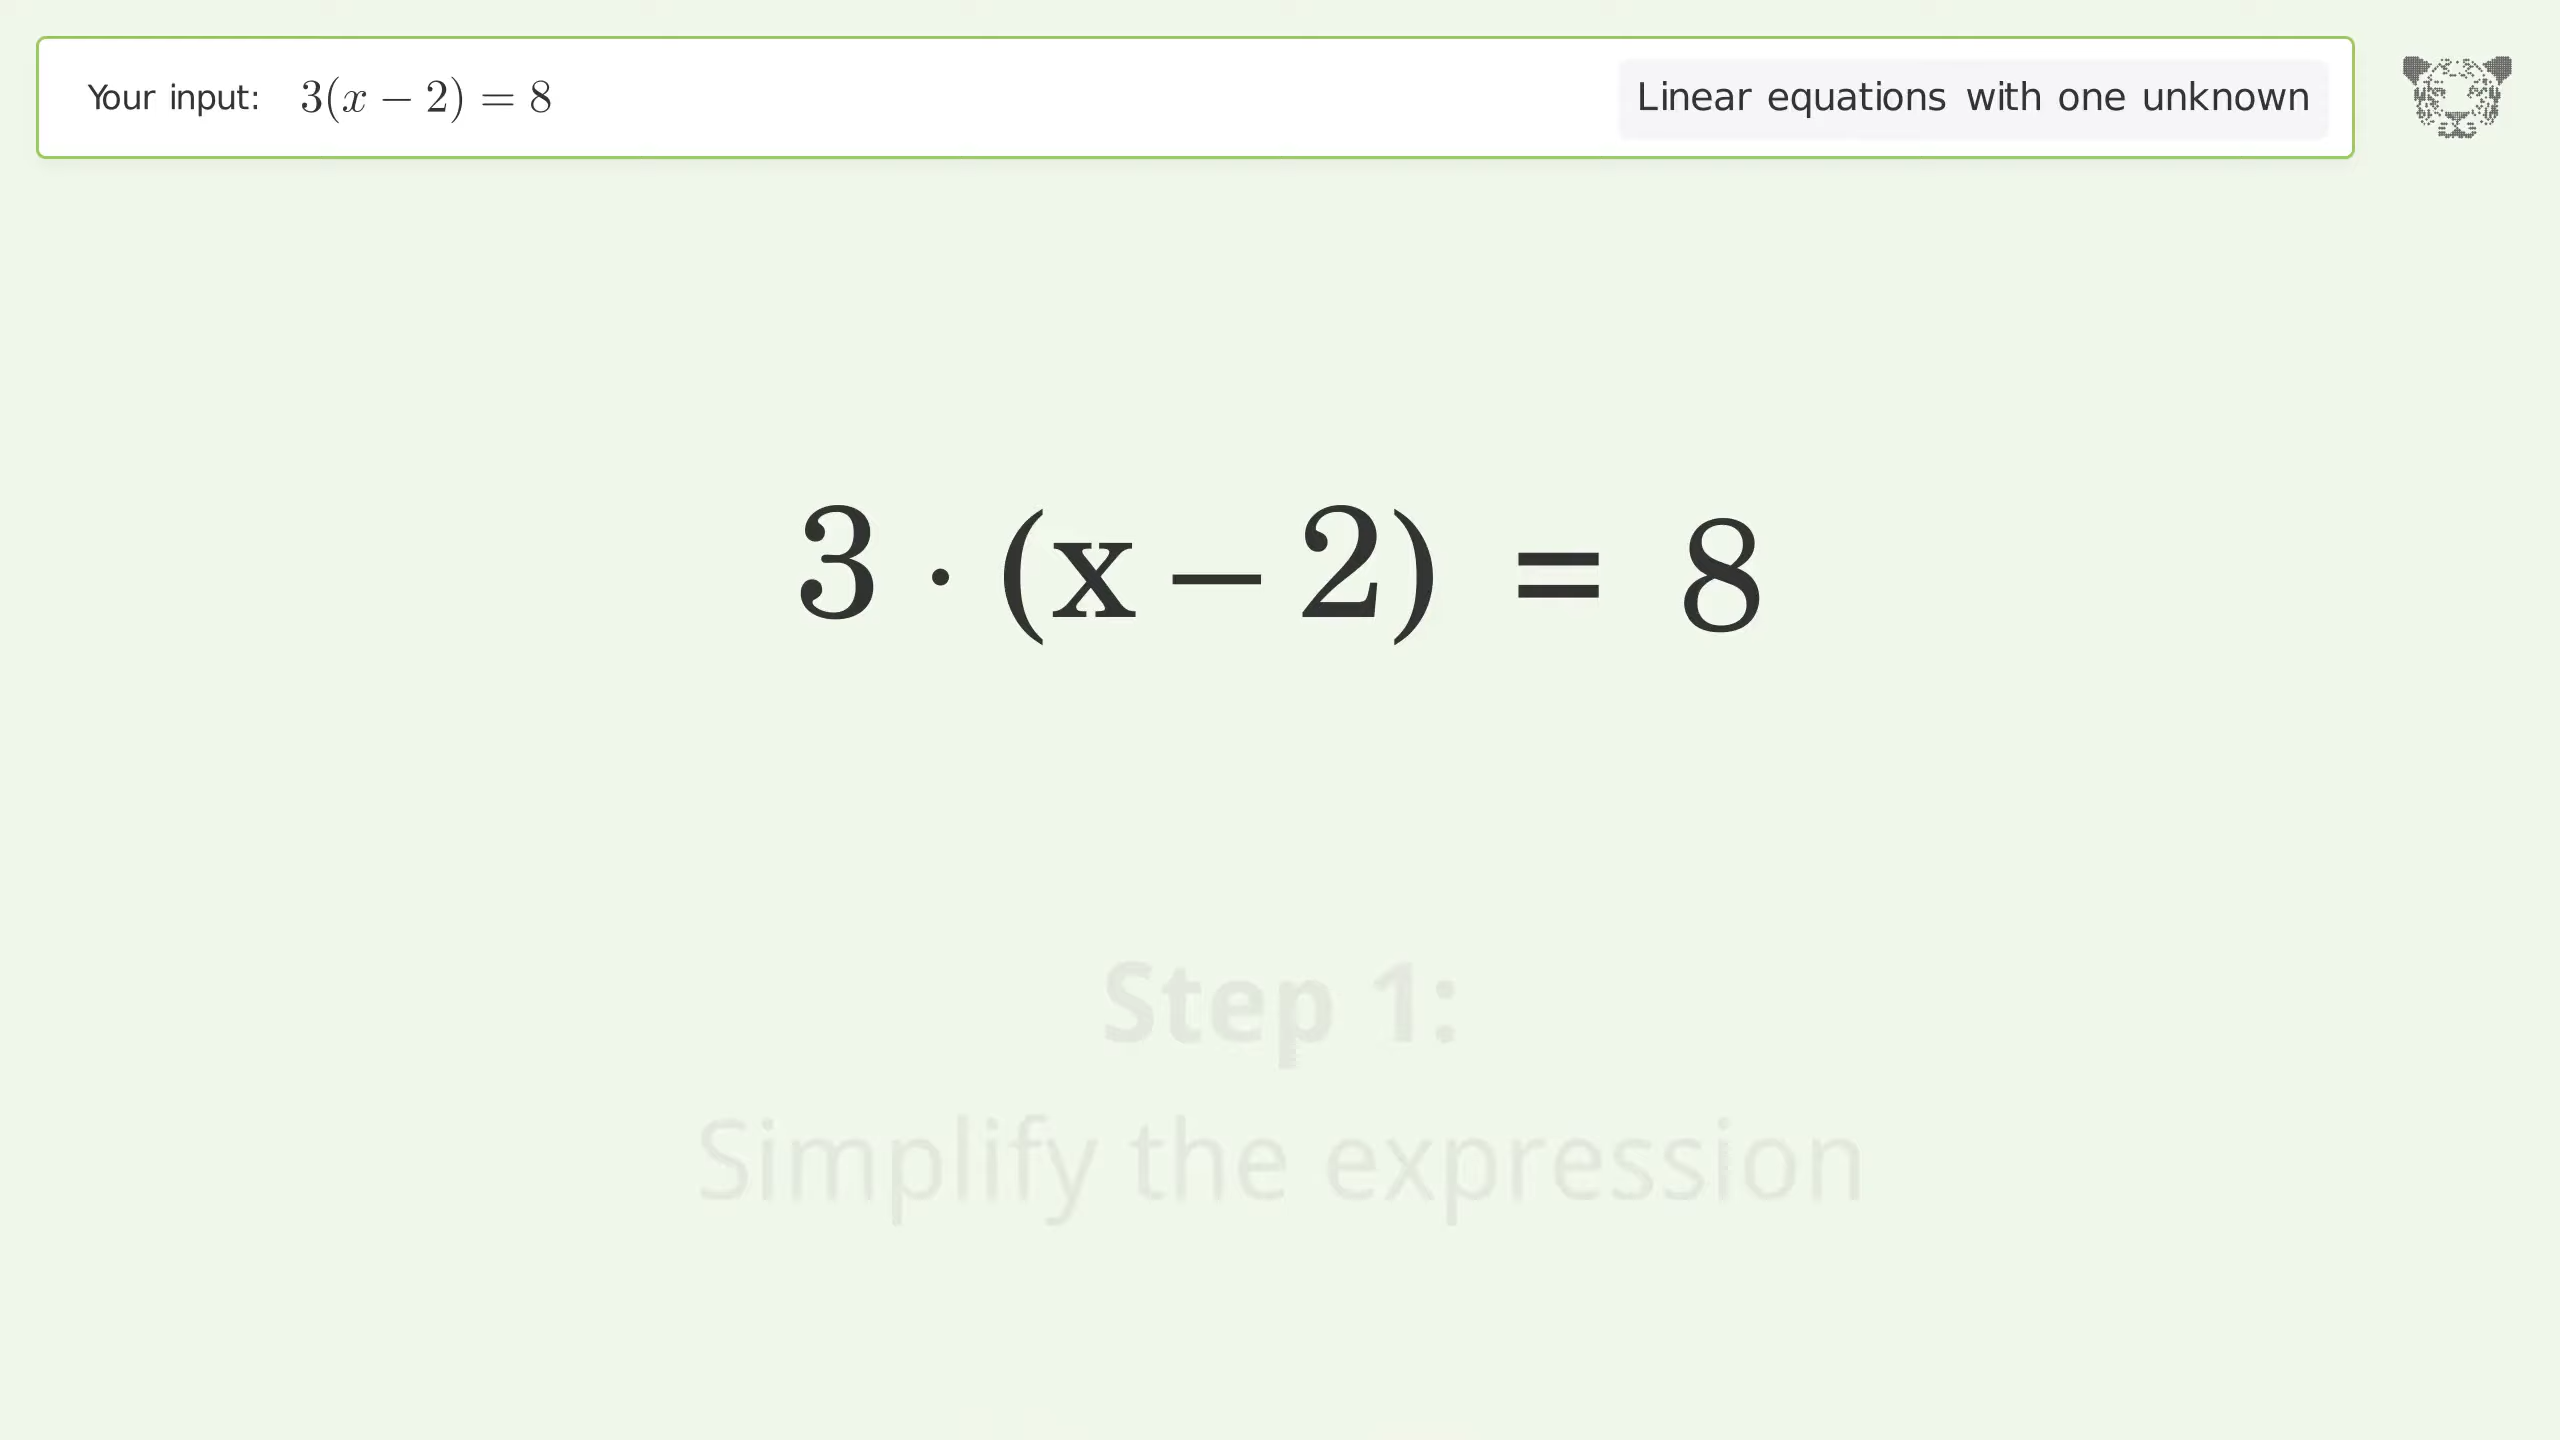 Your input: 3(x − 2) = 8
Linear equations with one unknown
3 · (x − 2) = 8
Step 1:
Simplify the expression